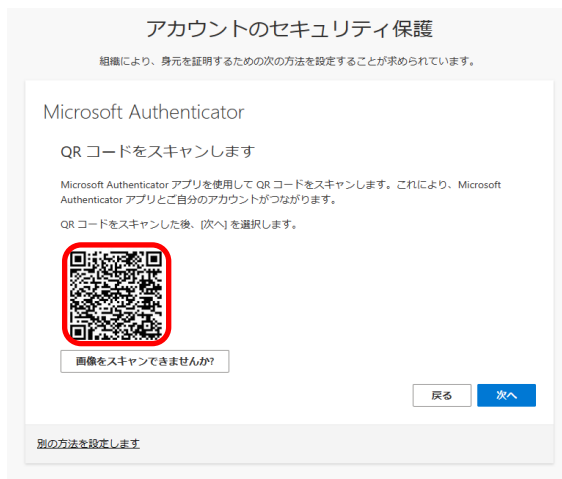 アカウントのセキュリティ保護
組織により、身元を証明するための次の方法を設定することが求められています。
Microsoft Authenticator
QR コードをスキャンします
Microsoft Authenticator アプリを使用して QR コードをスキャンします。これにより、Microsoft
Authenticator アプリとご自分のアカウントがつながります。
QR コードをスキャンした後、[次へ] を選択します。
画像をスキャンできませんか?
戻る 次へ
別の方法を設定します